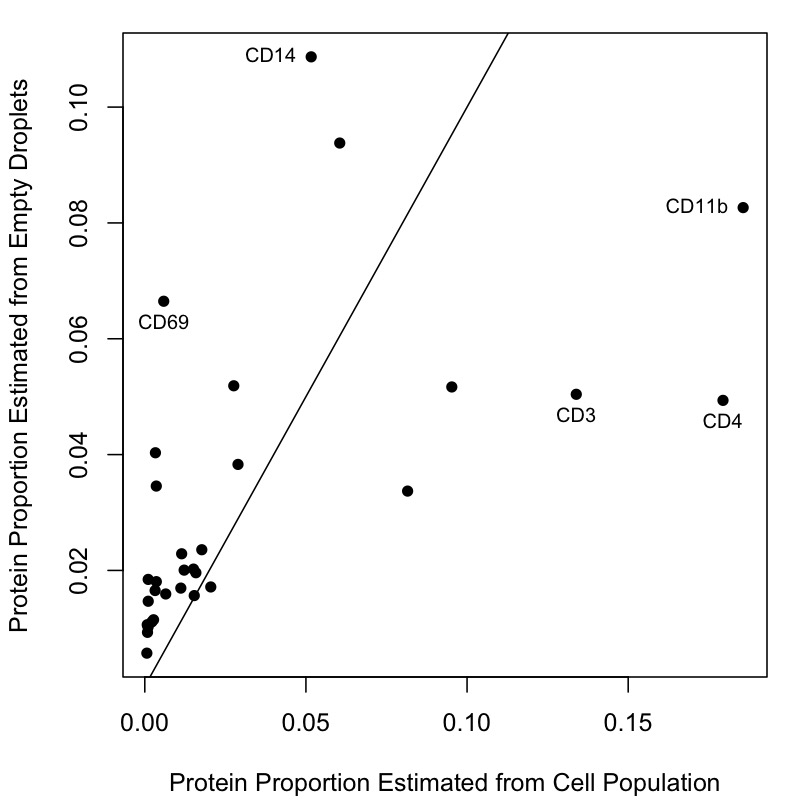 CD14
CD11b
CD69
CD3
CD4
Protein Proportion Estimated from Empty Droplets
0.10
0.08
0.06
0.04
0.02
0.00 0.05 0.10 0.15
Protein Proportion Estimated from Cell Population